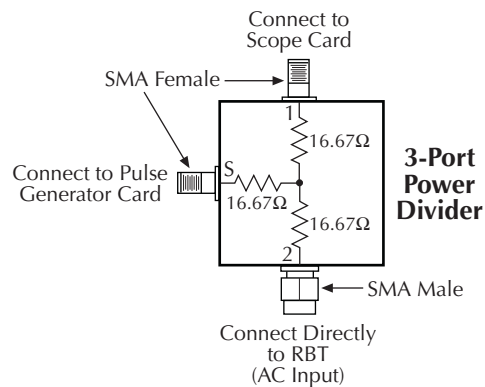 Connect to
Scope Card
SMA Female
1
16.67Ω
Connect to Pulse
Generator Card
S
16.67Ω
3-Port
Power
Divider
16.67Ω
2
SMA Male
Connect Directly
to RBT
(AC Input)